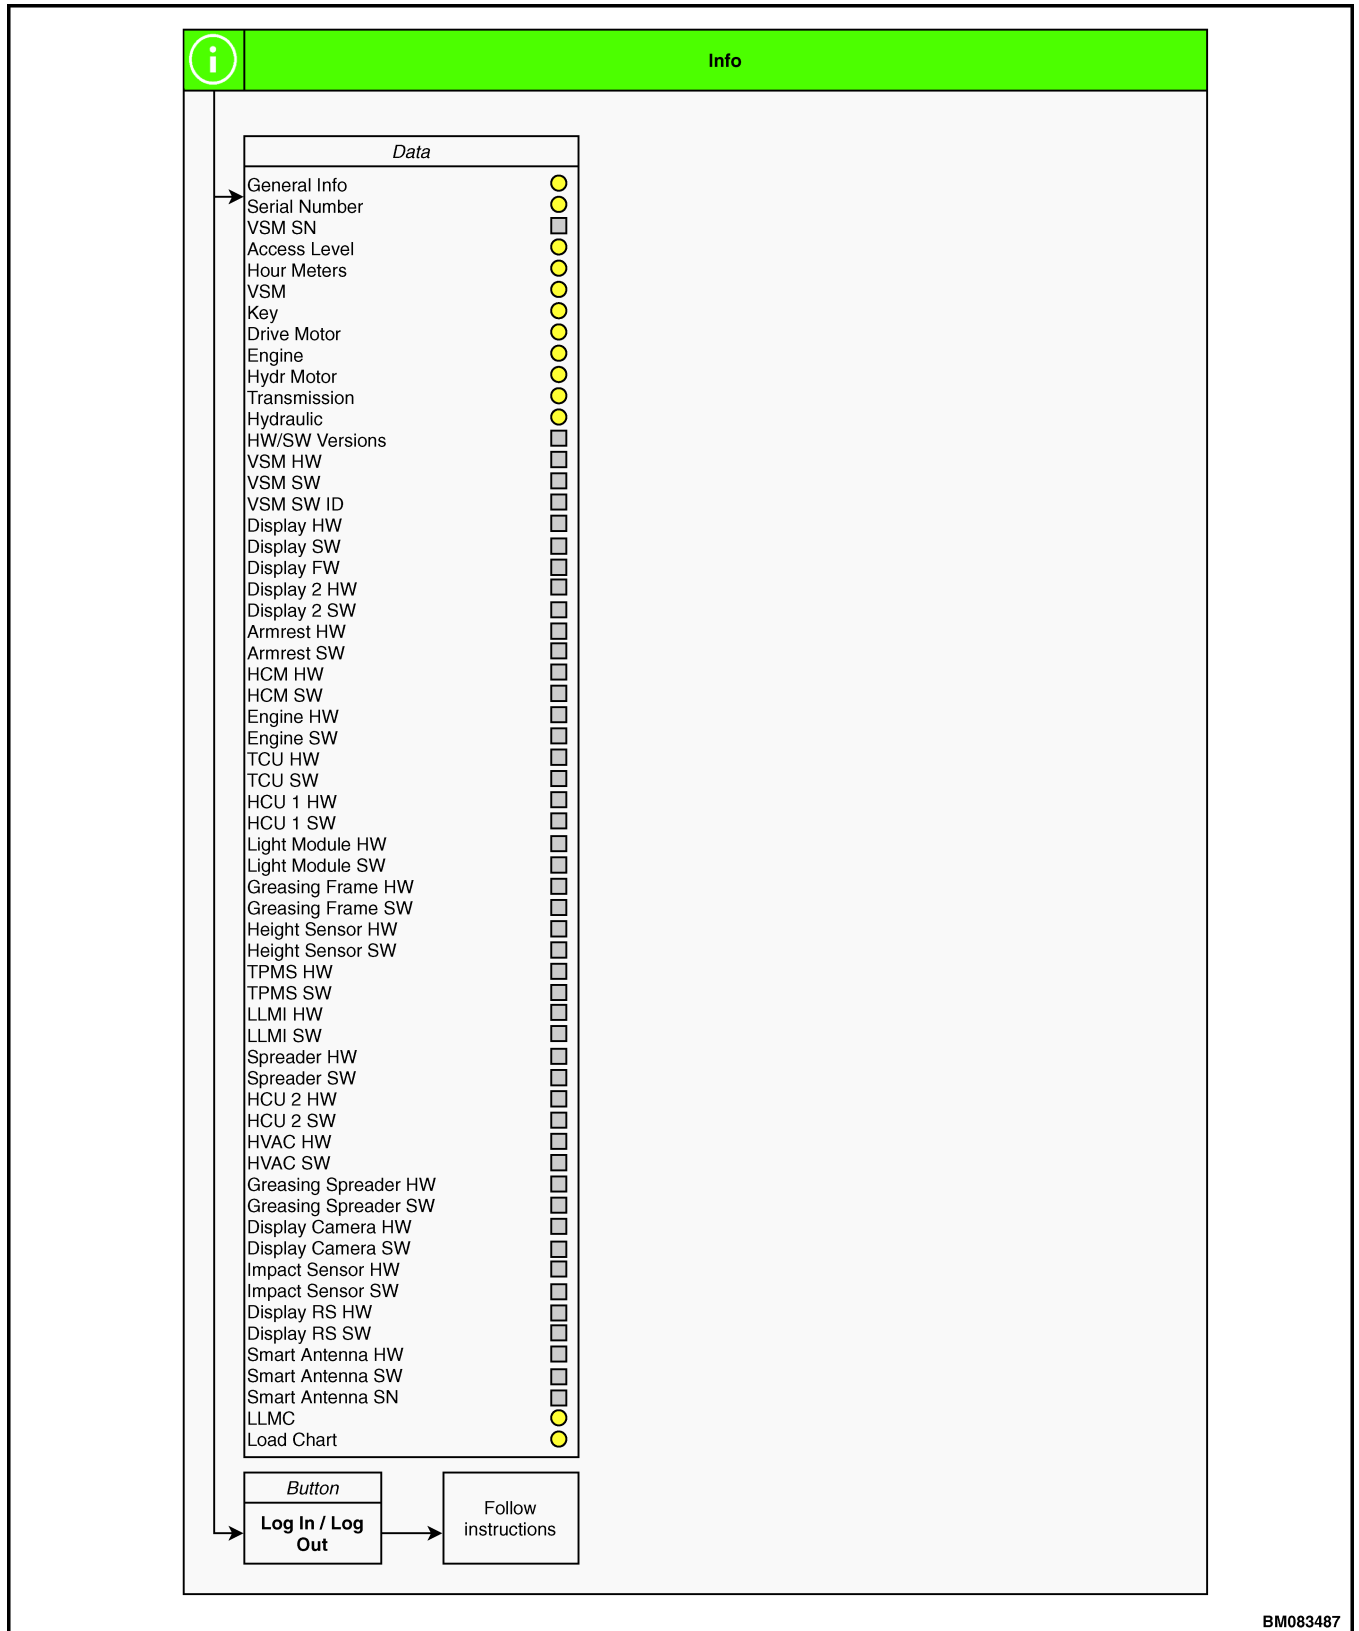 Info
Data
General Info
Serial Number
VSM SN
Access Level
Hour Meters
VSM
Key
Drive Motor
Engine
Hydr Motor
Transmission
Hydraulic
HW/SW Versions
VSM HW
VSM SW
VSM SW ID
Display HW
Display SW
Display FW
Display 2 HW
Display 2 SW
Armrest HW
Armrest SW
HCM HW
HCM SW
Engine HW
Engine SW
TCU HW
TCU SW
HCU 1 HW
HCU 1 SW
Light Module HW
Light Module SW
Greasing Frame HW
Greasing Frame SW
Height Sensor HW
Height Sensor SW
TPMS HW
TPMS SW
LLMI HW
LLMI SW
Spreader HW
Spreader SW
HCU 2 HW
HCU 2 SW
HVAC HW
HVAC SW
Greasing Spreader HW
Greasing Spreader SW
Display Camera HW
Display Camera SW
Impact Sensor HW
Impact Sensor SW
Display RS HW
Display RS SW
Smart Antenna HW
Smart Antenna SW
Smart Antenna SN
LLMC
Load Chart
Button
Log In / Log
Out
Follow
instructions
BM083487